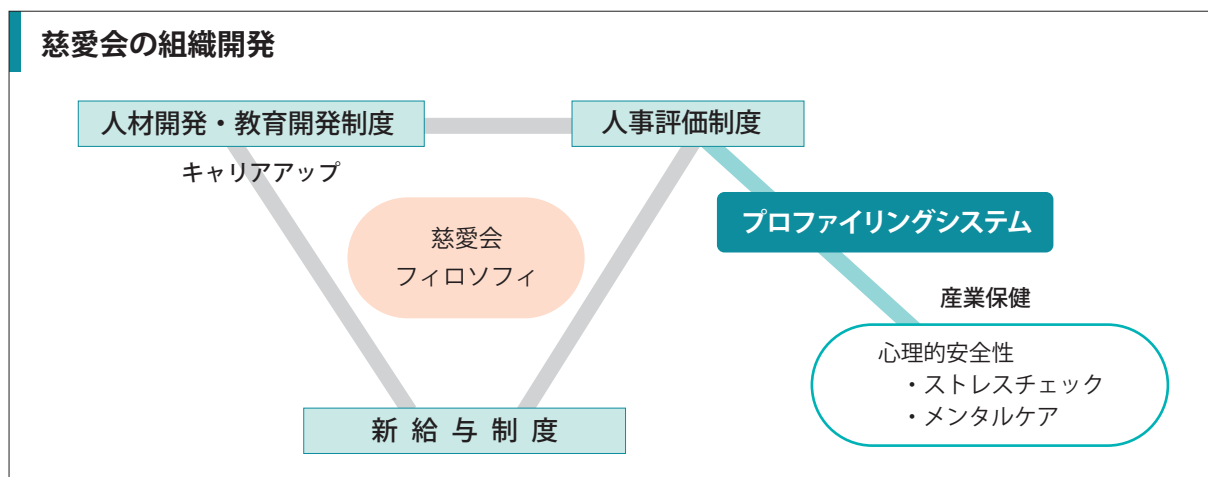 慈愛会の組織開発
人材開発・教育開発制度
人事評価制度
キャリアアップ
プロファイリングシステム
慈愛会
フィロソフィ
産業保健
心理的安全性
・ストレスチェック
・メンタルケア
新給与制度